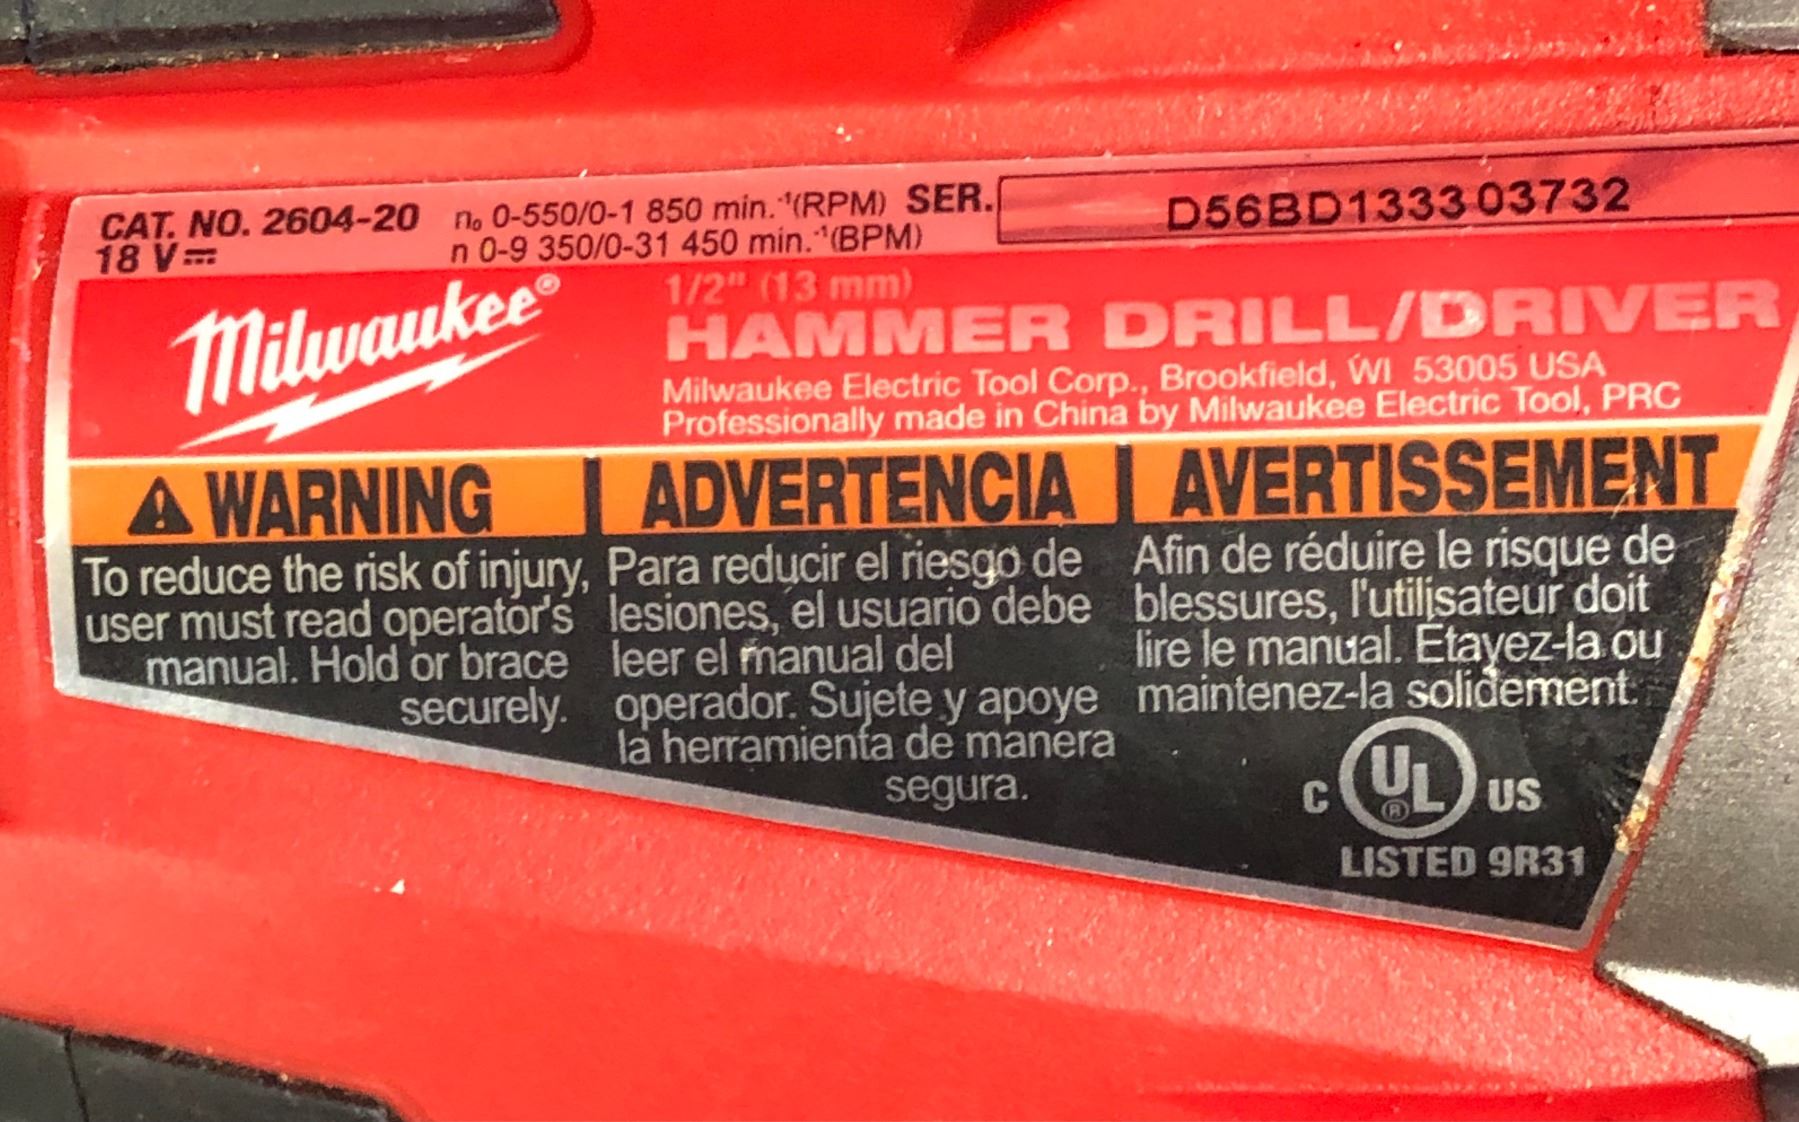 CAT. NO. 2604-20 n₀ 0-550/0-1 850 min.⁻¹(RPM) SER. D56BD133303732
18 V⎓ n 0-9 350/0-31 450 min.⁻¹(BPM)
Milwaukee®
1/2" (13 mm)
HAMMER DRILL/DRIVER
Milwaukee Electric Tool Corp., Brookfield, WI 53005 USA
Professionally made in China by Milwaukee Electric Tool, PRC
⚠ WARNING
To reduce the risk of injury,
user must read operator's
manual. Hold or brace
securely.
ADVERTENCIA
Para reducir el riesgo de
lesiones, el usuario debe
leer el manual del
operador. Sujete y apoye
la herramienta de manera
segura.
AVERTISSEMENT
Afin de réduire le risque de
blessures, l'utilisateur doit
lire le manual. Étayez-la ou
maintenez-la solidement.
C UL® US
LISTED 9R31